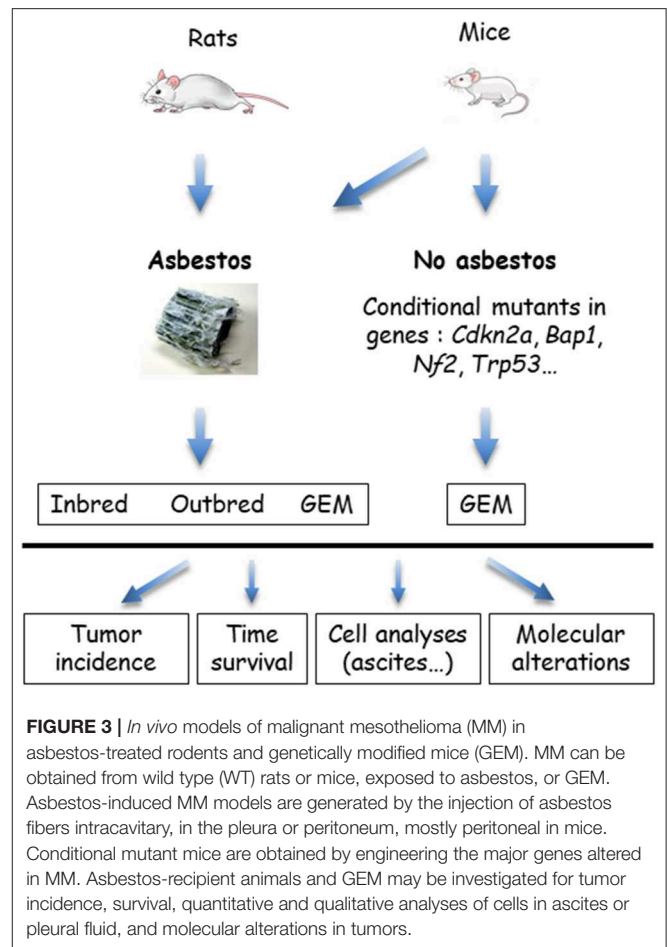 Rats Mice
Asbestos No asbestos
Conditional mutants in
genes : Cdkn2a, Bap1,
Nf2, Trp53...
Inbred Outbred GEM GEM
Tumor
incidence
Time
survival
Cell analyses
(ascites...)
Molecular
alterations
FIGURE 3 | In vivo models of malignant mesothelioma (MM) in
asbestos-treated rodents and genetically modified mice (GEM). MM can be
obtained from wild type (WT) rats or mice, exposed to asbestos, or GEM.
Asbestos-induced MM models are generated by the injection of asbestos
fibers intracavitary, in the pleura or peritoneum, mostly peritoneal in mice.
Conditional mutant mice are obtained by engineering the major genes altered
in MM. Asbestos-recipient animals and GEM may be investigated for tumor
incidence, survival, quantitative and qualitative analyses of cells in ascites or
pleural fluid, and molecular alterations in tumors.